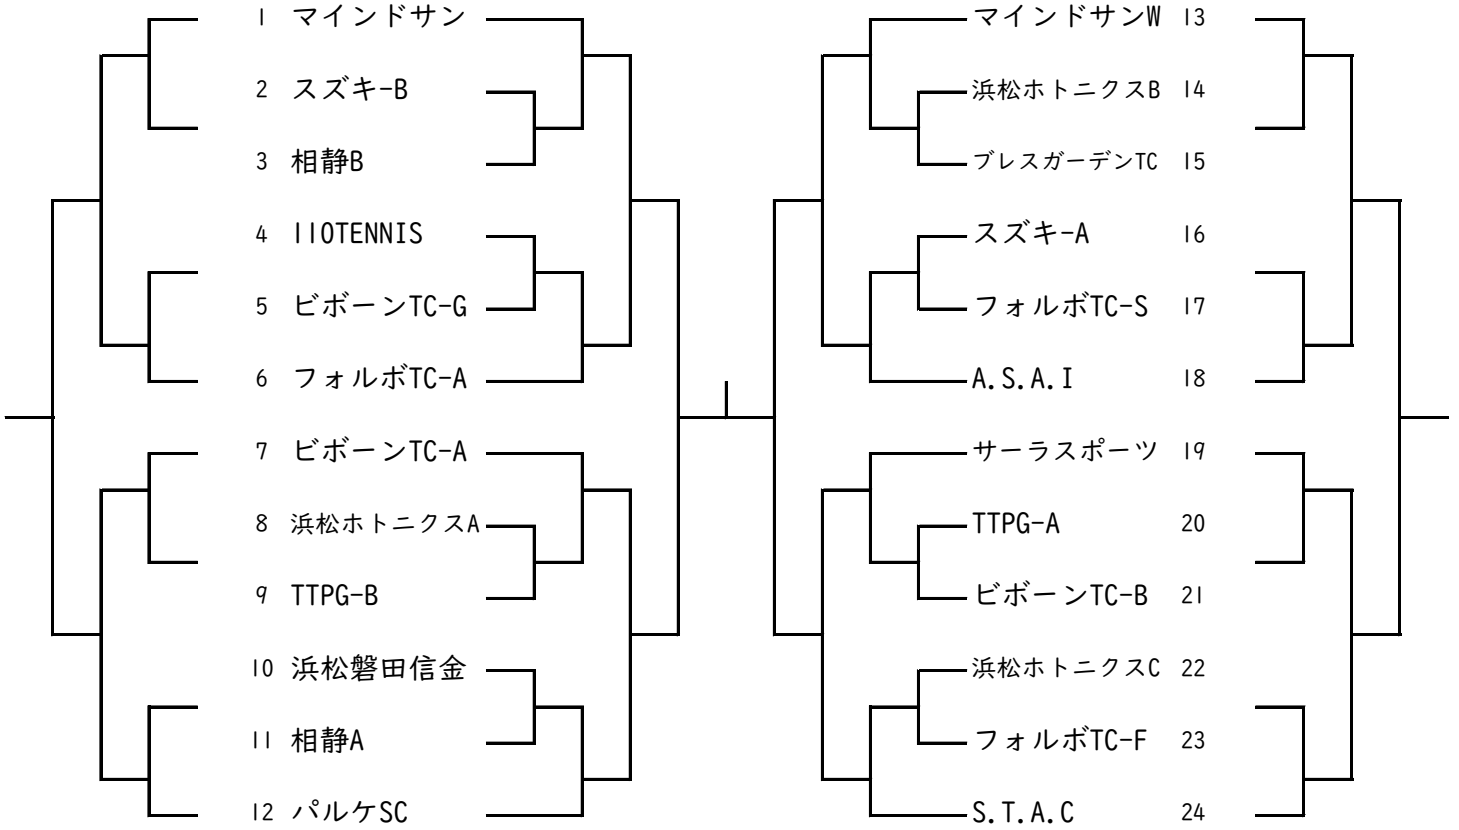 1 マインドサン
2 スズキ-B
3 相静B
4 110TENNIS
5 ビボーンTC-G
6 フォルボTC-A
7 ビボーンTC-A
8 浜松ホトニクスA
9 TTPG-B
10 浜松磐田信金
11 相静A
12 パルケSC
マインドサンW 13
浜松ホトニクスB 14
ブレスガーデンTC 15
スズキ-A 16
フォルボTC-S 17
A.S.A.I 18
サーラスポーツ 19
TTPG-A 20
ビボーンTC-B 21
浜松ホトニクスC 22
フォルボTC-F 23
S.T.A.C 24